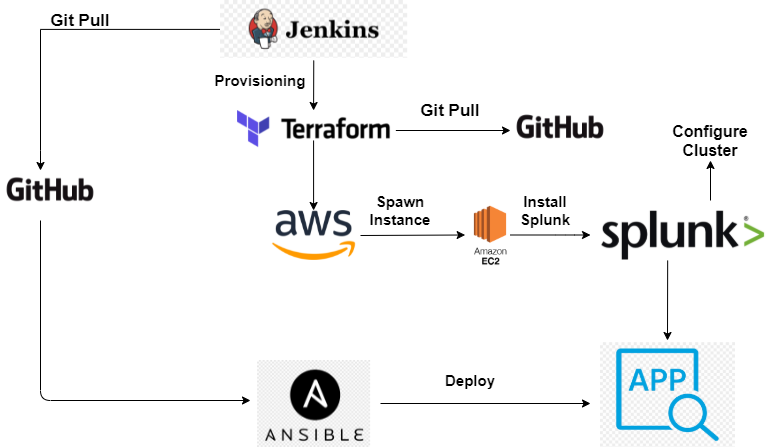 Git Pull
Jenkins
Provisioning
Terraform
Git Pull
GitHub
Configure
Cluster
GitHub
aws
Spawn
Instance
Amazon
EC2
Install
Splunk
splunk>
Deploy
APP
ANSIBLE